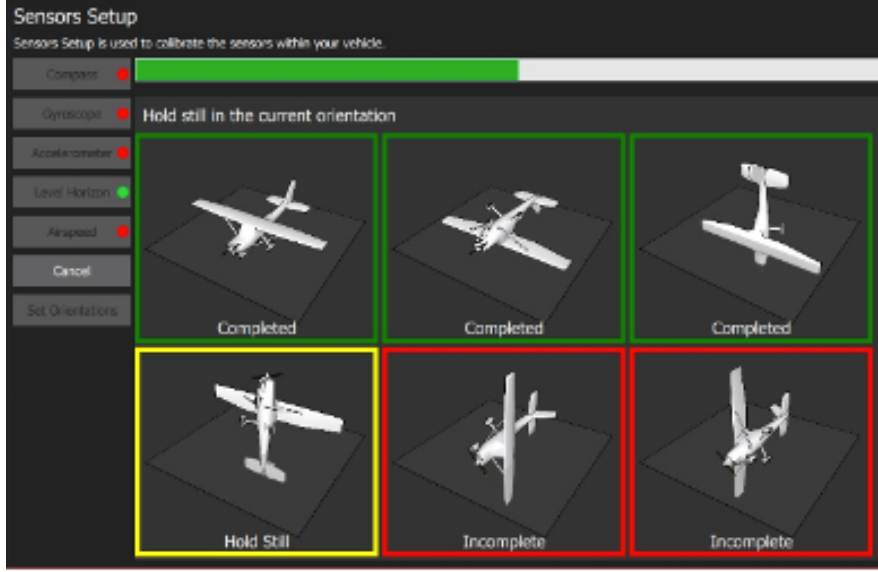 Sensors Setup
Sensors Setup is used to calibrate the sensors within your vehicle.
Compass
Gyroscope
Hold still in the current orientation
Accelerometer
Level Horizon
Airspeed
Cancel
Set Orientations
Completed
Completed
Completed
Hold Still
Incomplete
Incomplete